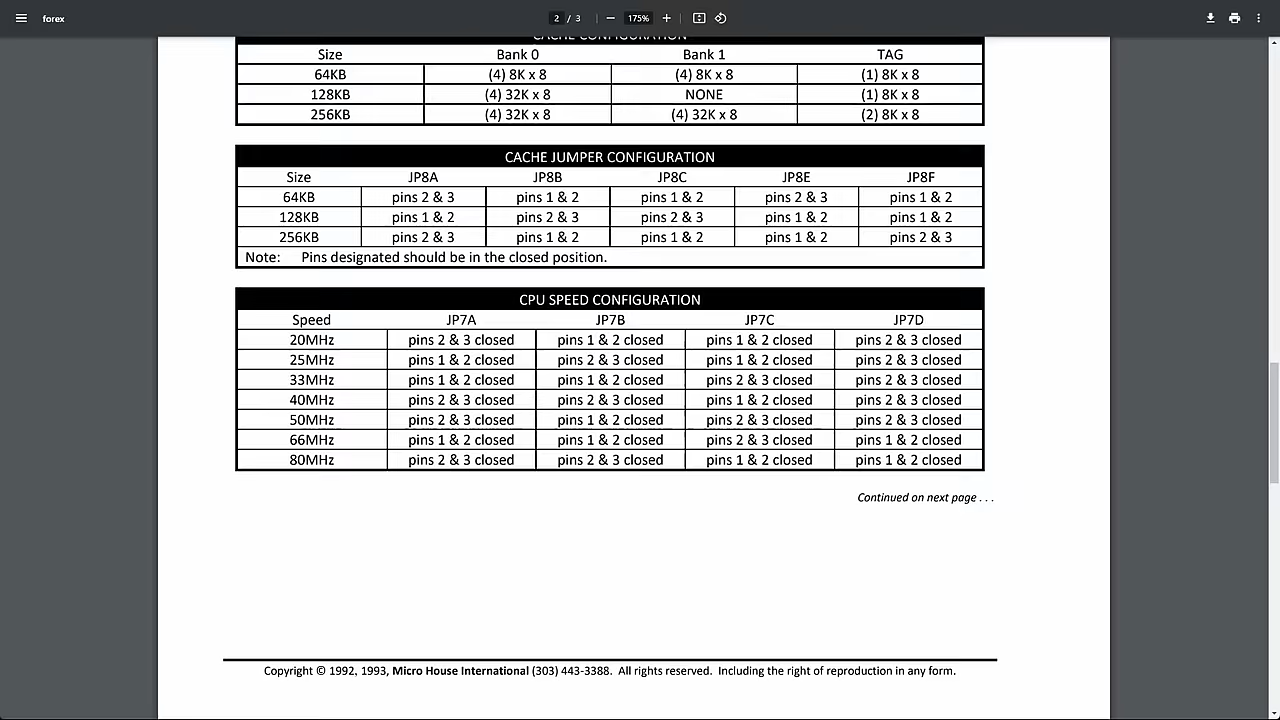 forex
2 / 3
175%
CACHE CONFIGURATION
Size Bank 0 Bank 1 TAG
64KB (4) 8K x 8 (4) 8K x 8 (1) 8K x 8
128KB (4) 32K x 8 NONE (1) 8K x 8
256KB (4) 32K x 8 (4) 32K x 8 (2) 8K x 8
CACHE JUMPER CONFIGURATION
Size JP8A JP8B JP8C JP8E JP8F
64KB pins 2 & 3 pins 1 & 2 pins 1 & 2 pins 2 & 3 pins 1 & 2
128KB pins 1 & 2 pins 2 & 3 pins 2 & 3 pins 1 & 2 pins 1 & 2
256KB pins 2 & 3 pins 1 & 2 pins 1 & 2 pins 1 & 2 pins 2 & 3
Note: Pins designated should be in the closed position.
CPU SPEED CONFIGURATION
Speed JP7A JP7B JP7C JP7D
20MHz pins 2 & 3 closed pins 1 & 2 closed pins 1 & 2 closed pins 2 & 3 closed
25MHz pins 1 & 2 closed pins 2 & 3 closed pins 1 & 2 closed pins 2 & 3 closed
33MHz pins 1 & 2 closed pins 1 & 2 closed pins 2 & 3 closed pins 2 & 3 closed
40MHz pins 2 & 3 closed pins 2 & 3 closed pins 1 & 2 closed pins 2 & 3 closed
50MHz pins 2 & 3 closed pins 1 & 2 closed pins 2 & 3 closed pins 2 & 3 closed
66MHz pins 1 & 2 closed pins 1 & 2 closed pins 2 & 3 closed pins 1 & 2 closed
80MHz pins 2 & 3 closed pins 2 & 3 closed pins 1 & 2 closed pins 1 & 2 closed
Continued on next page . . .
Copyright © 1992, 1993, Micro House International (303) 443-3388. All rights reserved. Including the right of reproduction in any form.